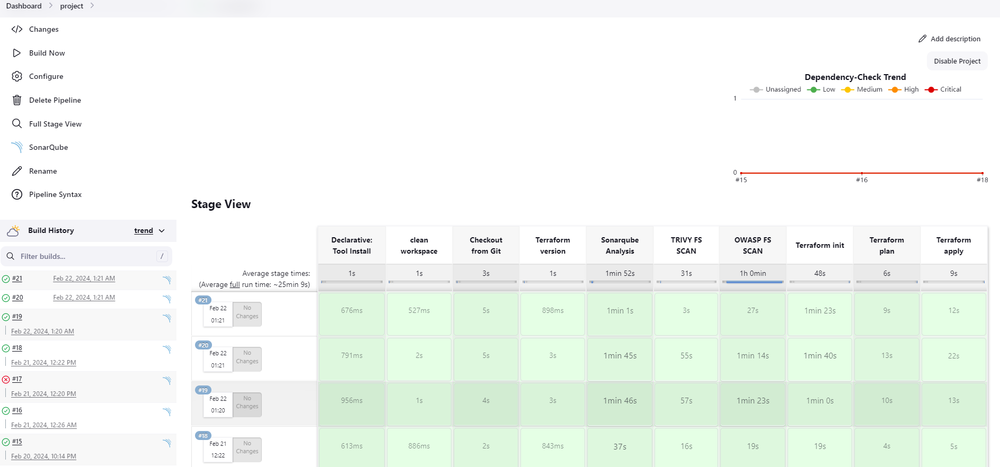 Dashboard
project
Changes
Build Now
Configure
Delete Pipeline
Full Stage View
SonarQube
Rename
Pipeline Syntax
Build History
trend
Filter builds...
/
#21
Feb 22, 2024, 1:21 AM
#20
Feb 22, 2024, 1:21 AM
#19
Feb 22, 2024, 1:20 AM
#18
Feb 21, 2024, 12:22 PM
#17
Feb 21, 2024, 12:20 PM
#16
Feb 21, 2024, 12:26 AM
#15
Feb 20, 2024, 10:14 PM
Add description
Disable Project
Dependency-Check Trend
Unassigned Low Medium High Critical
1
0
#15 #16 #18
Stage View
Declarative: Tool Install
clean workspace
Checkout from Git
Terraform version
Sonarqube Analysis
TRIVY FS SCAN
OWASP FS SCAN
Terraform init
Terraform plan
Terraform apply
Average stage times:
(Average full run time: ~25min 9s)
1s 1s 3s 1s 1min 52s 31s 1h 0min 48s 6s 9s
#21
Feb 22
01:21
No Changes
676ms 527ms 5s 898ms 1min 1s 3s 27s 1min 23s 9s 12s
#20
Feb 22
01:21
No Changes
791ms 2s 5s 3s 1min 45s 55s 1min 14s 1min 40s 13s 22s
#19
Feb 22
01:20
No Changes
956ms 1s 4s 3s 1min 46s 57s 1min 23s 1min 0s 10s 13s
#18
Feb 21
12:22
No Changes
613ms 886ms 2s 843ms 37s 16s 19s 19s 4s 5s